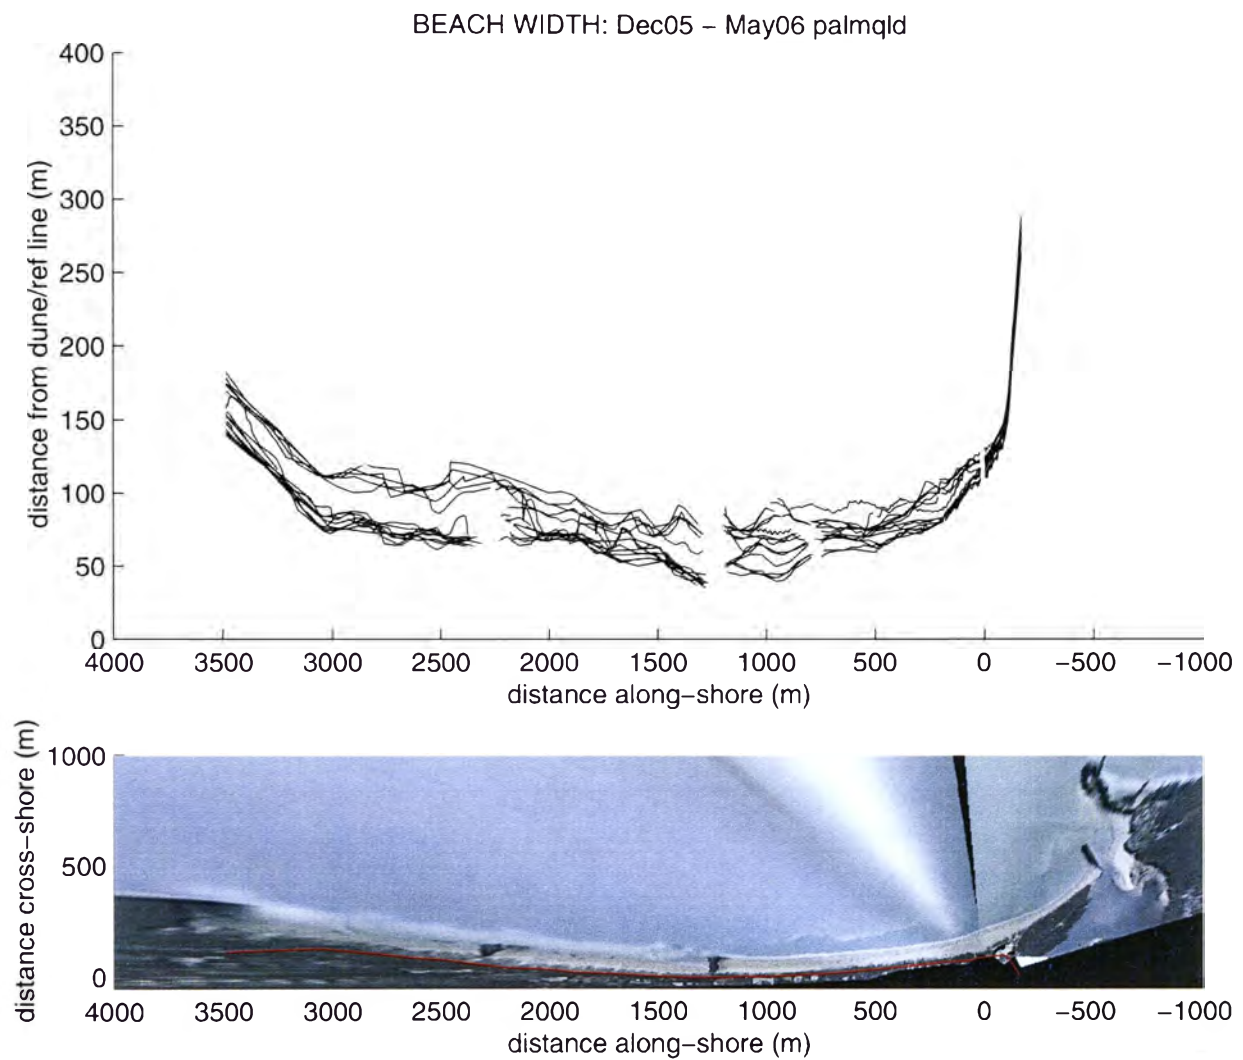 BEACH WIDTH: Dec05 – May06 palmqld
distance from dune/ref line (m)
400
350
300
250
200
150
100
50
0
4000 3500 3000 2500 2000 1500 1000 500 0 −500 −1000
distance along−shore (m)
distance cross−shore (m)
1000
500
0
4000 3500 3000 2500 2000 1500 1000 500 0 −500 −1000
distance along−shore (m)